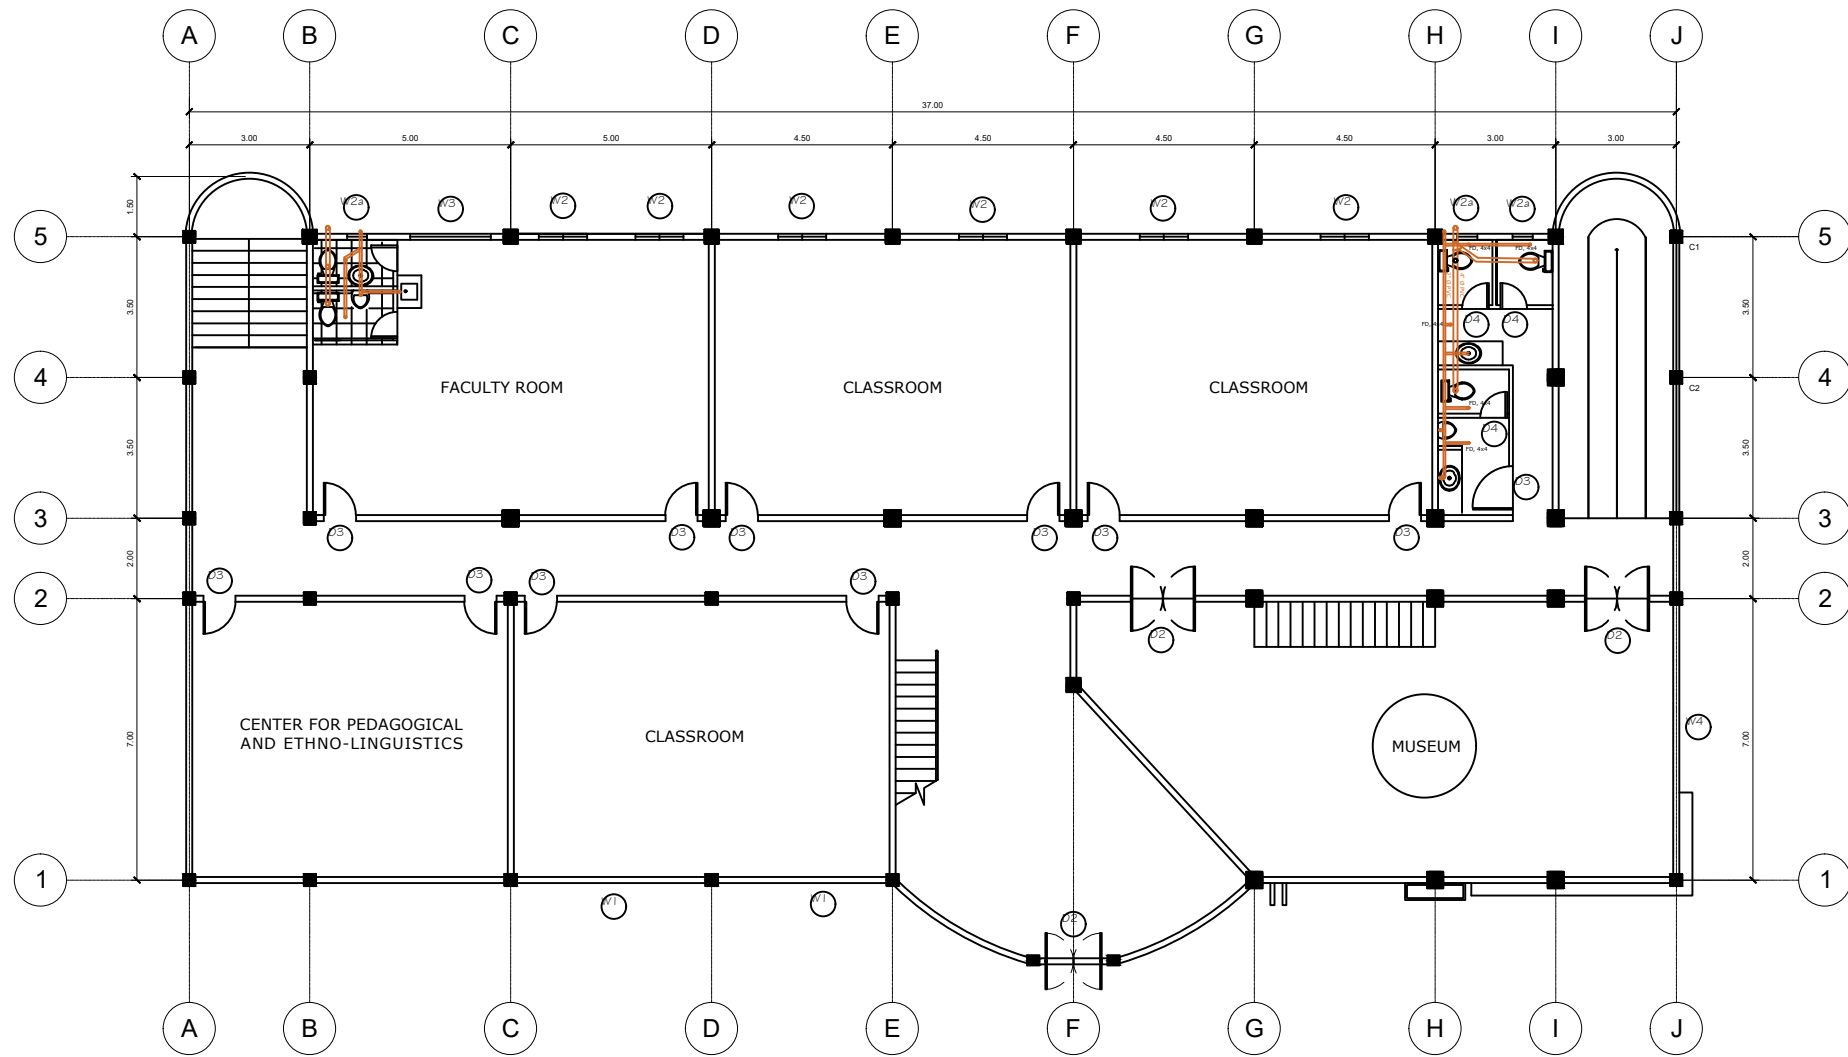 A B C D E F G H I J
37.00
3.00 5.00 5.00 4.50 4.50 4.50 4.50 3.00 3.00
1.50
W2a W3 W2 W2 W2 W2 W2 W2 W2a W2a
5 5
C1
FD, 4x4 FD, 4x4
3.50 3.50
D4 D4
FD, 4x4
4 4
FACULTY ROOM CLASSROOM CLASSROOM
C2
FD, 4x4
D4
3.50 3.50
FD, 4x4
D3
3 3
D3 D3 D3 D3 D3 D3
2.00 2.00
D3 D3 D3 D3
2 2
D2 D2
CENTER FOR PEDAGOGICAL
AND ETHNO-LINGUISTICS
CLASSROOM
MUSEUM
W4
7.00 7.00
1 1
W1 W1
D2
A B C D E F G H I J